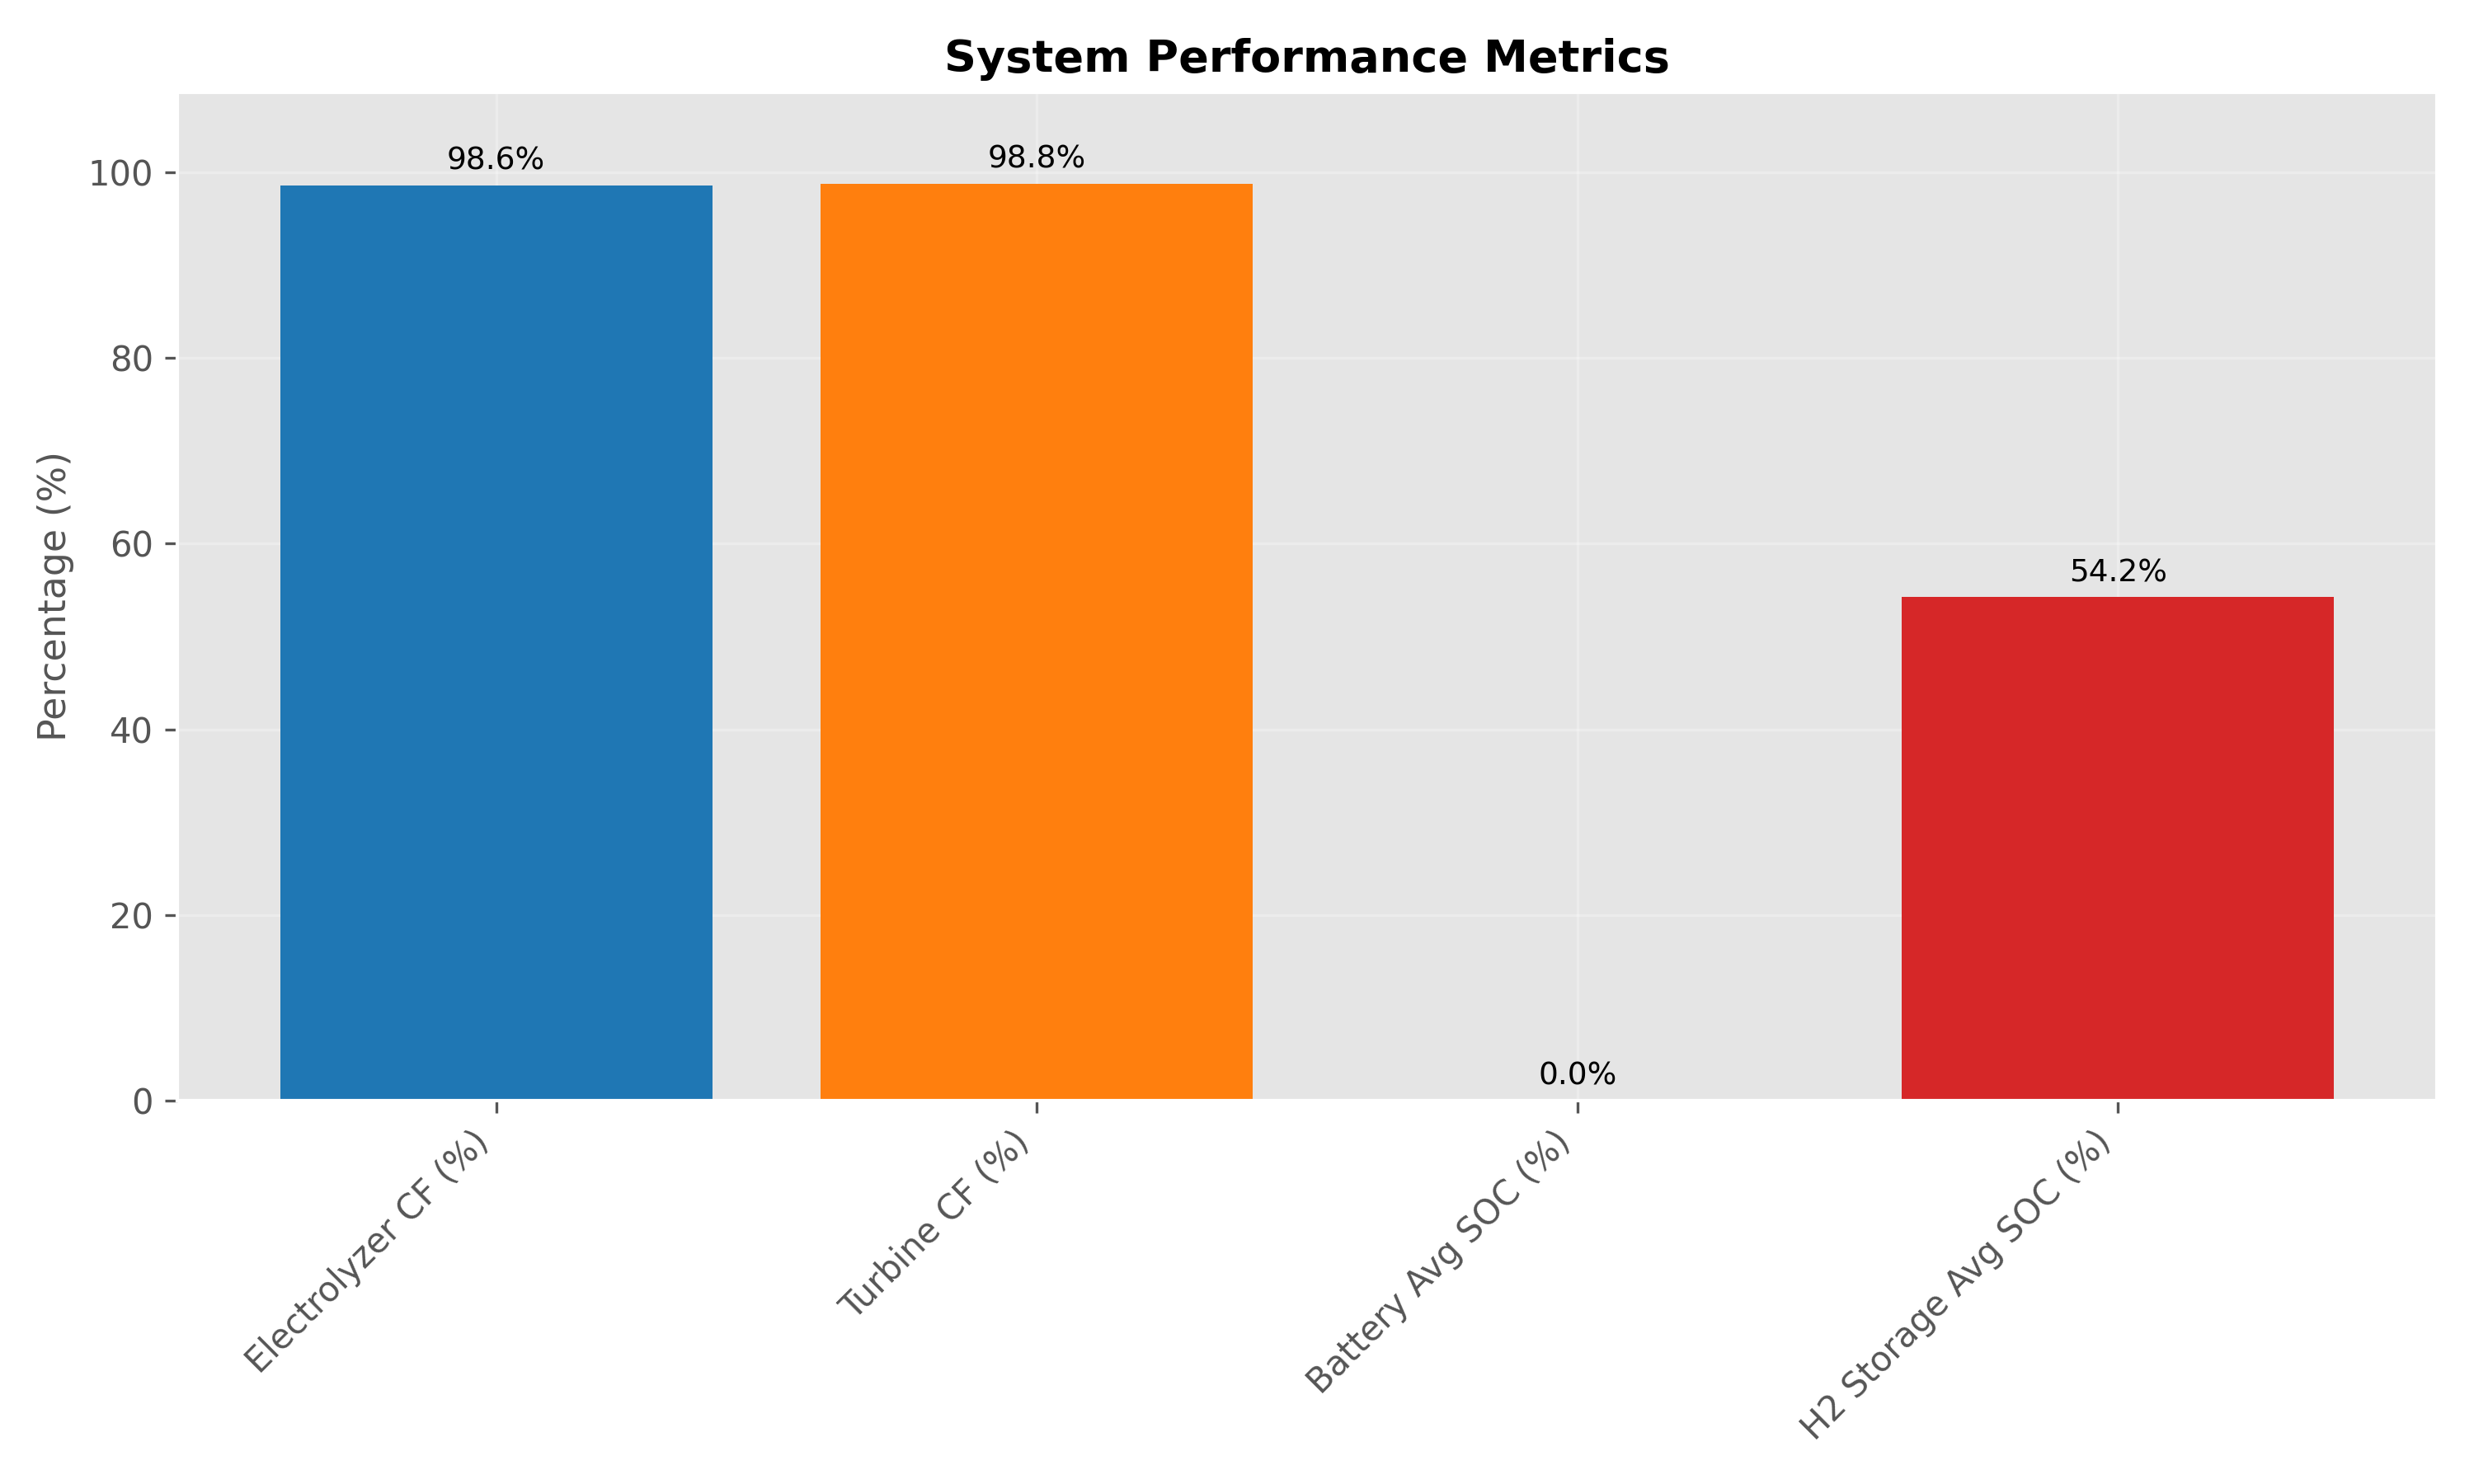 System Performance Metrics
Percentage (%)
100
80
60
40
20
0
98.6%
98.8%
0.0%
54.2%
Electrolyzer CF (%)
Turbine CF (%)
Battery Avg SOC (%)
H2 Storage Avg SOC (%)